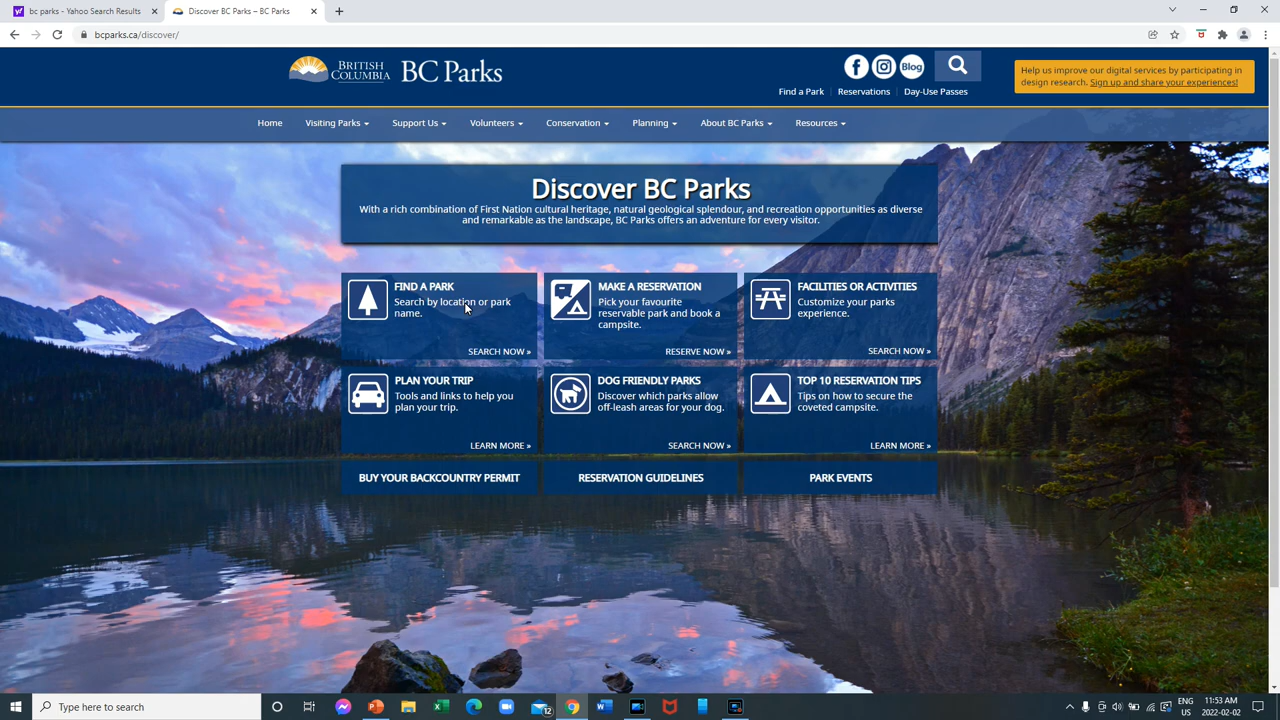 bc parks - Yahoo Search Results
Discover BC Parks – BC Parks
bcparks.ca/discover/
BRITISH COLUMBIA
BC Parks
Blog
Find a Park
Reservations
Day-Use Passes
Help us improve our digital services by participating in
design research. Sign up and share your experiences!
Home
Visiting Parks
Support Us
Volunteers
Conservation
Planning
About BC Parks
Resources
Discover BC Parks
With a rich combination of First Nation cultural heritage, natural geological splendour, and recreation opportunities as diverse
and remarkable as the landscape, BC Parks offers an adventure for every visitor.
FIND A PARK
Search by location or park
name.
SEARCH NOW »
MAKE A RESERVATION
Pick your favourite
reservable park and book a
campsite.
RESERVE NOW »
FACILITIES OR ACTIVITIES
Customize your parks
experience.
SEARCH NOW »
PLAN YOUR TRIP
Tools and links to help you
plan your trip.
LEARN MORE »
DOG FRIENDLY PARKS
Discover which parks allow
off-leash areas for your dog.
SEARCH NOW »
TOP 10 RESERVATION TIPS
Tips on how to secure the
coveted campsite.
LEARN MORE »
BUY YOUR BACKCOUNTRY PERMIT
RESERVATION GUIDELINES
PARK EVENTS
Type here to search
12
ENG
US
11:53 AM
2022-02-02